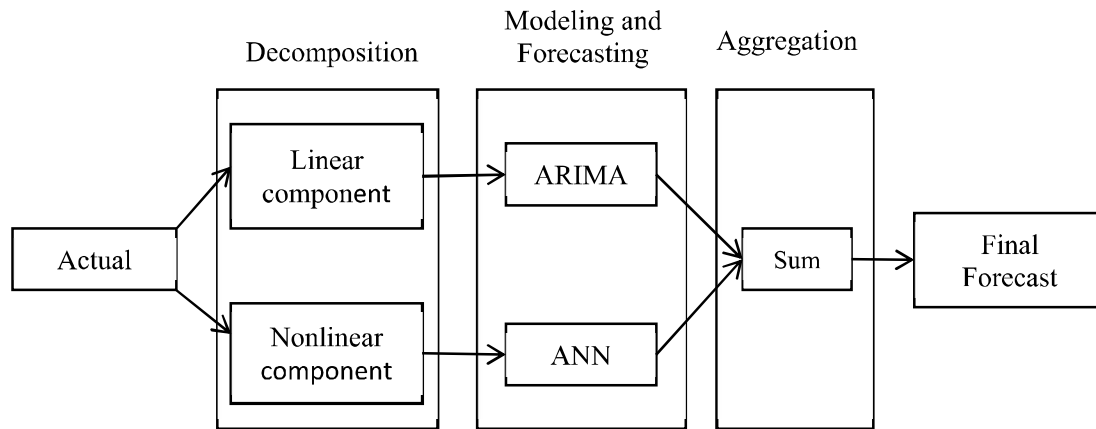 Decomposition
Modeling and
Forecasting
Aggregation
Actual
Linear
component
Nonlinear
component
ARIMA
ANN
Sum
Final
Forecast